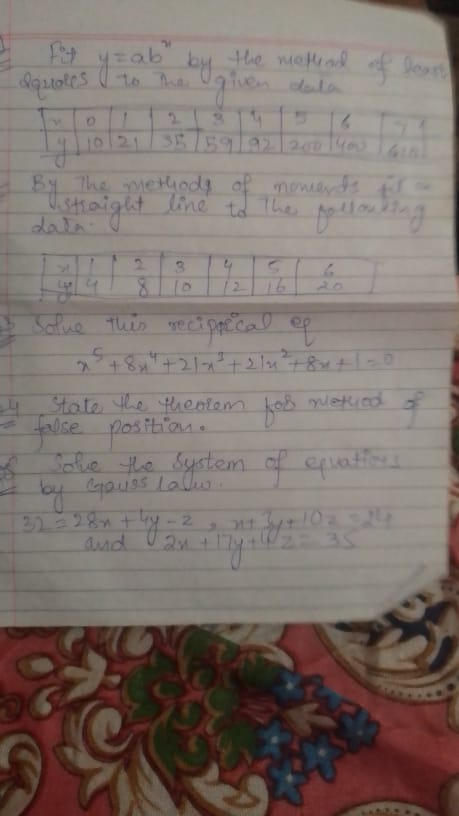 Fit y=ab^x by the method of least
squares to the given data
x 0 1 2 3 4 5 6 7
y 10 21 35 59 92 200 400 610
By The methods of moments fit a
straight line to The following
data.
x 1 2 3 4 5 6
y 4 8 10 12 16 20
Solve this reciprical eq
x^5 + 8x^4 + 21x^3 + 21x^2 + 8x + 1 = 0
4 State the theorem for method of
false position.
Solve the system of equations
by Gauss law.
32 = 28x + 4y - z , x + 3y + 10z = 24
and 2x + 17y + 4z = 35